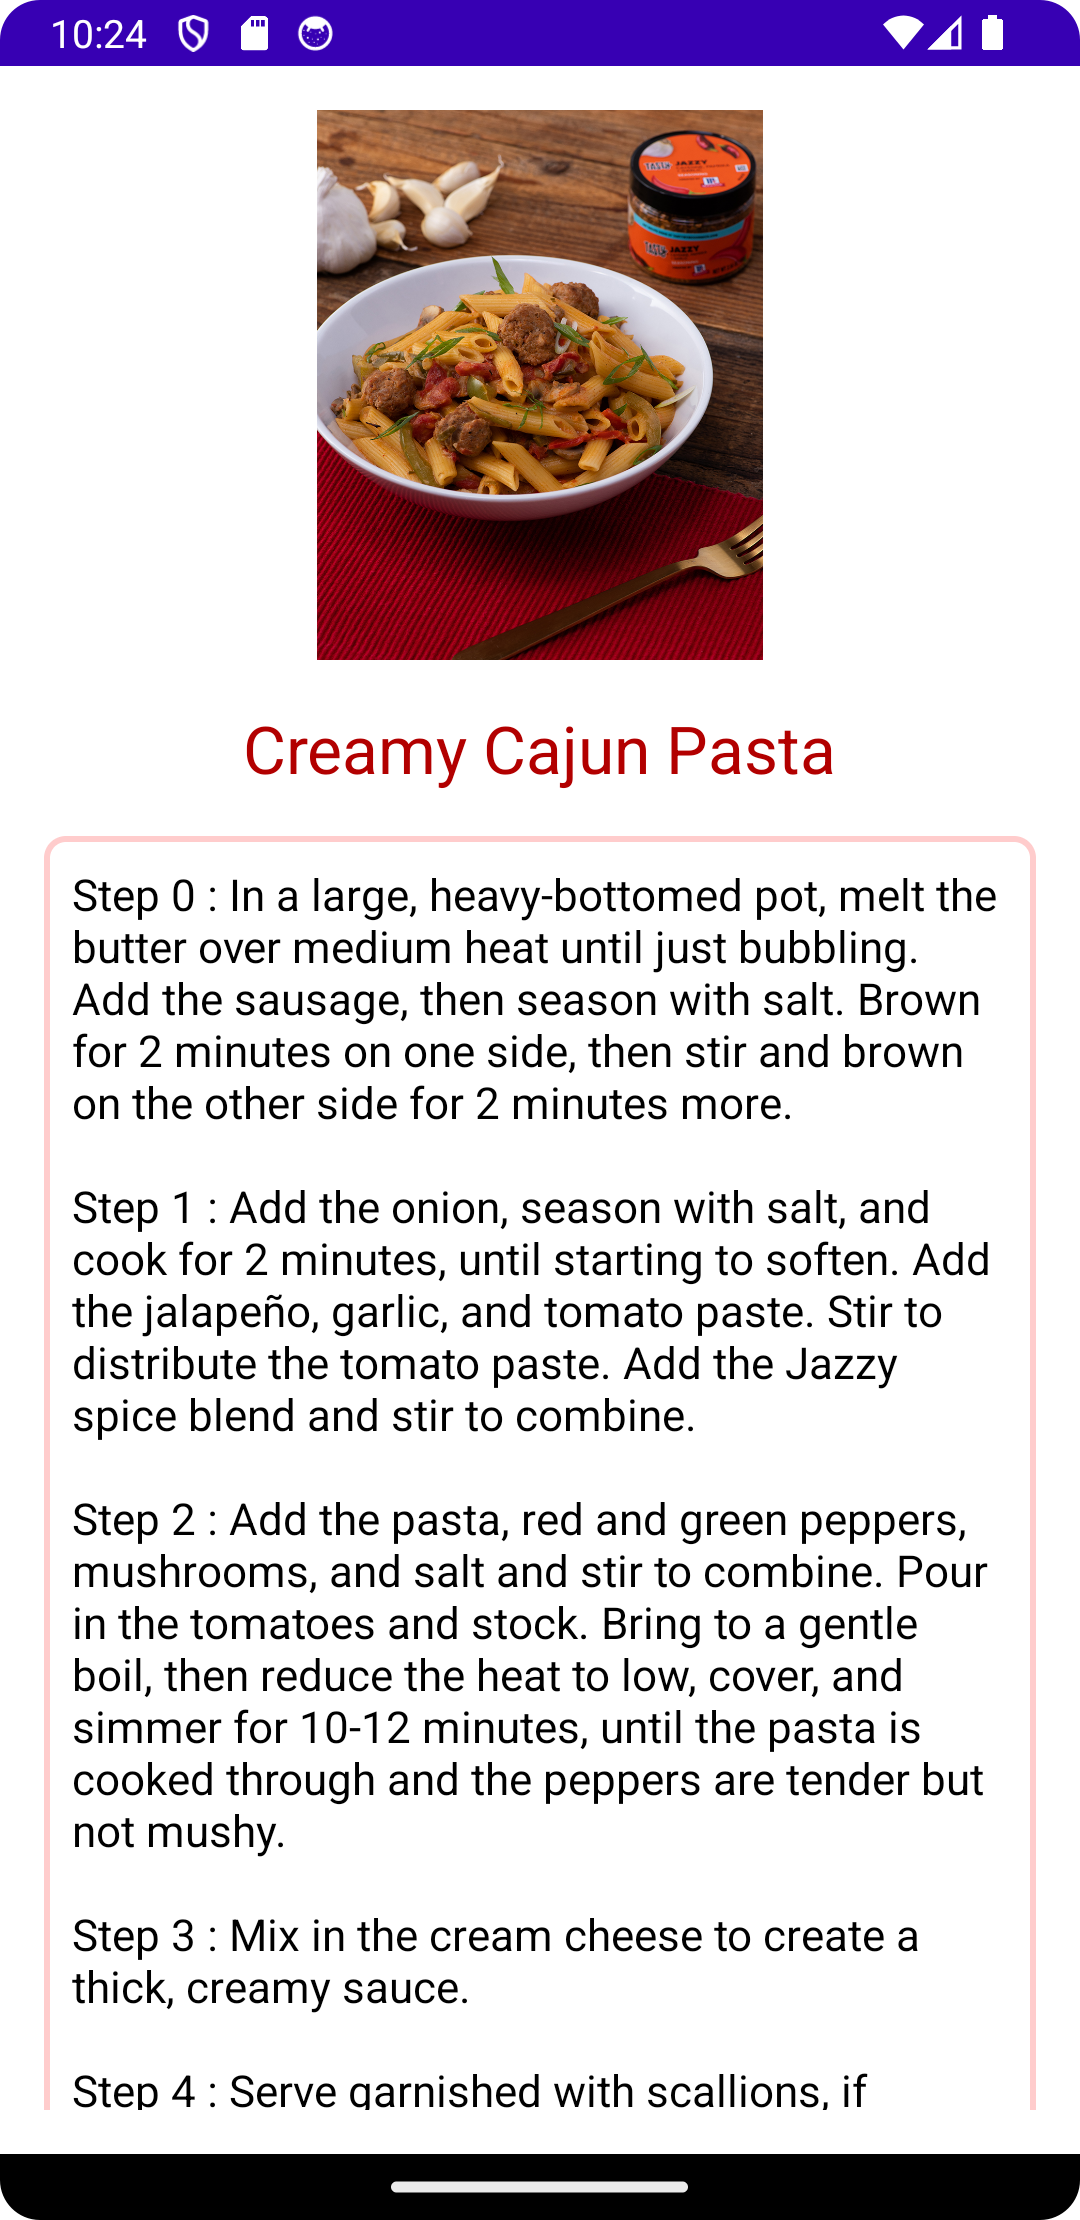 10:24
TASTY JAZZY
JAZZY
Creamy Cajun Pasta
Step 0 : In a large, heavy-bottomed pot, melt the
butter over medium heat until just bubbling.
Add the sausage, then season with salt. Brown
for 2 minutes on one side, then stir and brown
on the other side for 2 minutes more.
Step 1 : Add the onion, season with salt, and
cook for 2 minutes, until starting to soften. Add
the jalapeño, garlic, and tomato paste. Stir to
distribute the tomato paste. Add the Jazzy
spice blend and stir to combine.
Step 2 : Add the pasta, red and green peppers,
mushrooms, and salt and stir to combine. Pour
in the tomatoes and stock. Bring to a gentle
boil, then reduce the heat to low, cover, and
simmer for 10-12 minutes, until the pasta is
cooked through and the peppers are tender but
not mushy.
Step 3 : Mix in the cream cheese to create a
thick, creamy sauce.
Step 4 : Serve garnished with scallions, if